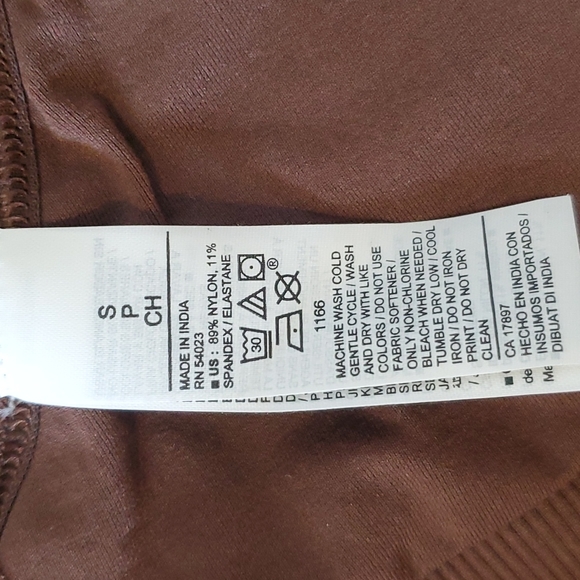 S
P
CH
MADE IN INDIA
RN 54023
■ US : 89% NYLON, 11%
SPANDEX / ELASTANE
30
®
1166
MACHINE WASH COLD
GENTLE CYCLE / WASH
AND DRY WITH LIKE
COLORS / DO NOT USE
FABRIC SOFTENER /
ONLY NON-CHLORINE
BLEACH WHEN NEEDED /
TUMBLE DRY LOW / COOL
IRON / DO NOT IRON
PRINT / DO NOT DRY
CLEAN
CA 17897
HECHO EN INDIA CON
INSUMOS IMPORTADOS /
DIBUAT DI INDIA